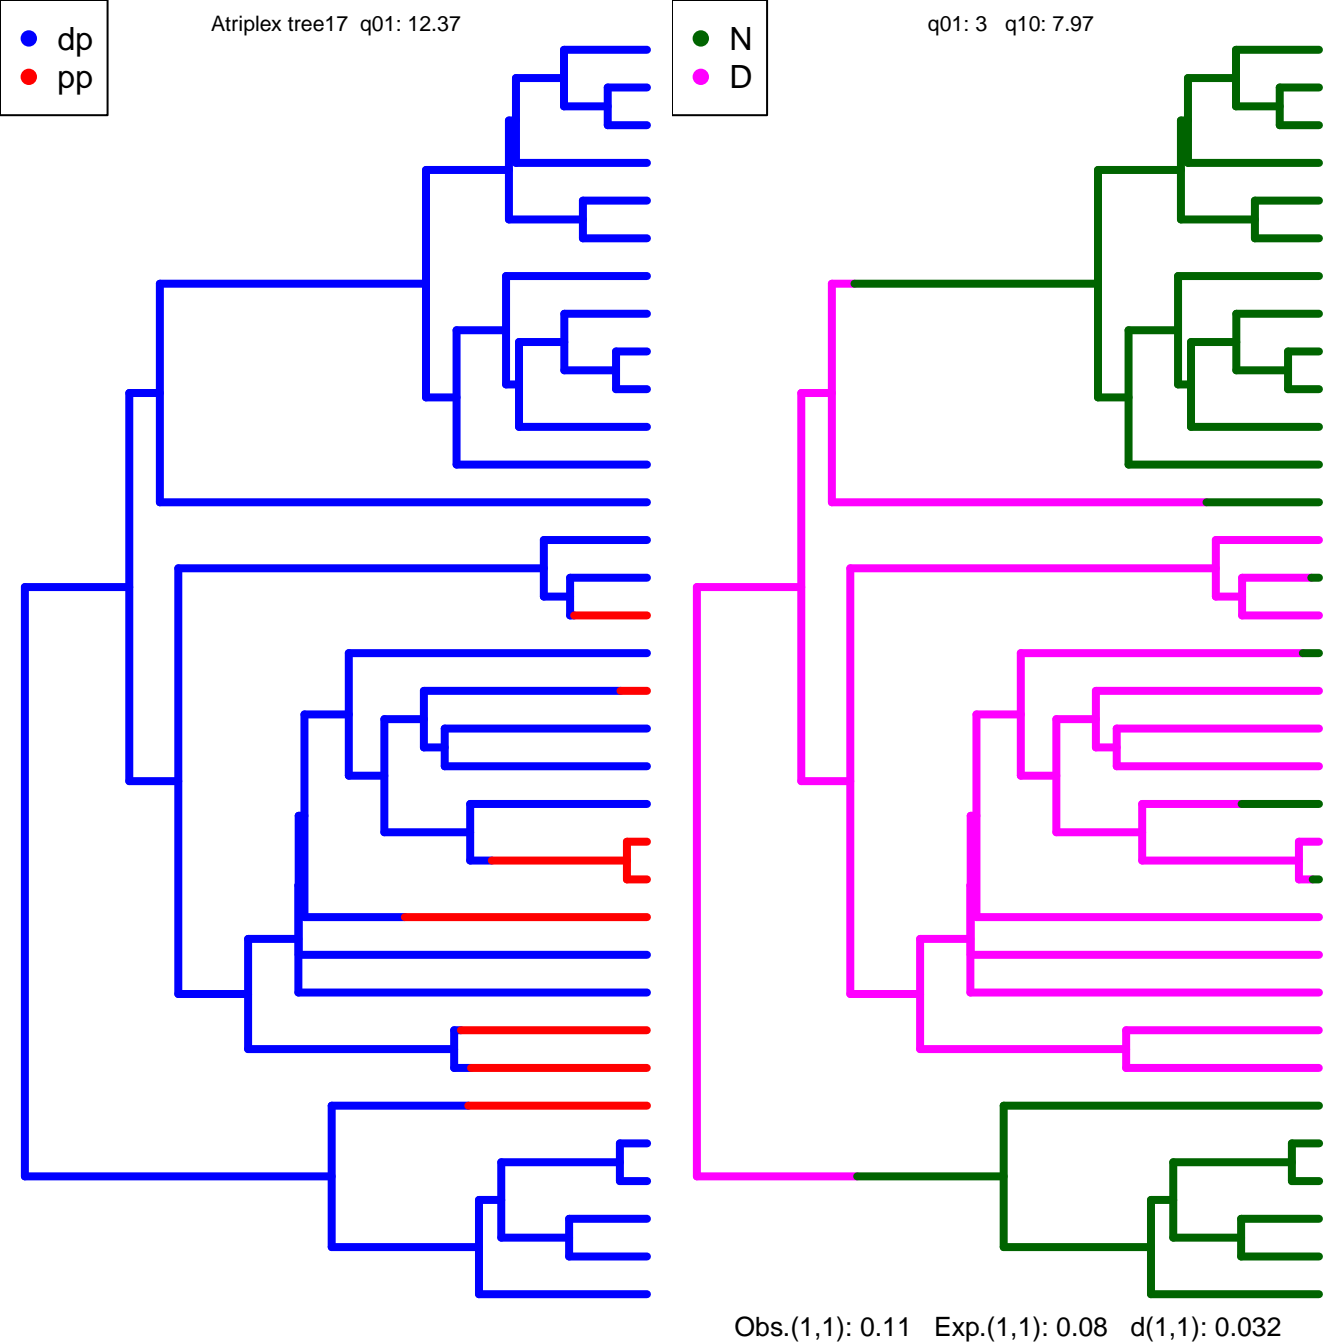 dp
pp
Atriplex tree17  q01: 12.37
N
D
q01: 3   q10: 7.97
Obs.(1,1): 0.11   Exp.(1,1): 0.08   d(1,1): 0.032